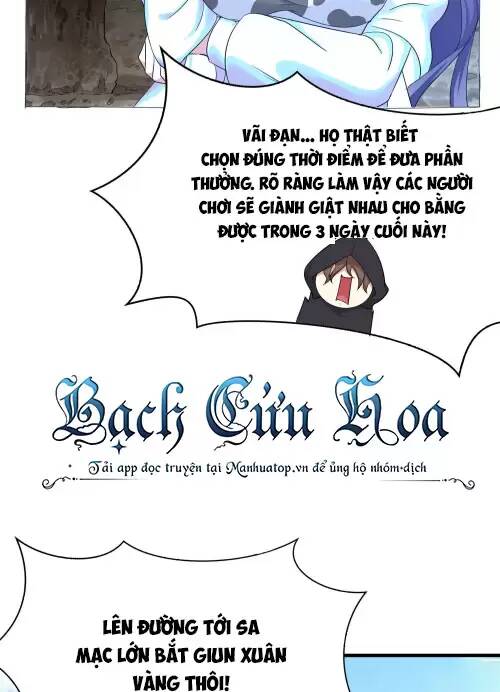 VÃI ĐẠN... HỌ THẬT BIẾT
CHỌN ĐÚNG THỜI ĐIỂM ĐỂ ĐƯA PHẦN
THƯỞNG. RÕ RÀNG LÀM VẬY CÁC NGƯỜI
CHƠI SẼ GIÀNH GIẬT NHAU CHO BẰNG
ĐƯỢC TRONG 3 NGÀY CUỐI NÀY!
Bạch Cửu Hoa
Tải app đọc truyện tại Manhuatop.vn để ủng hộ nhóm dịch
LÊN ĐƯỜNG TỚI SA
MẠC LỚN BẮT GIUN XUÂN
VÀNG THÔI!